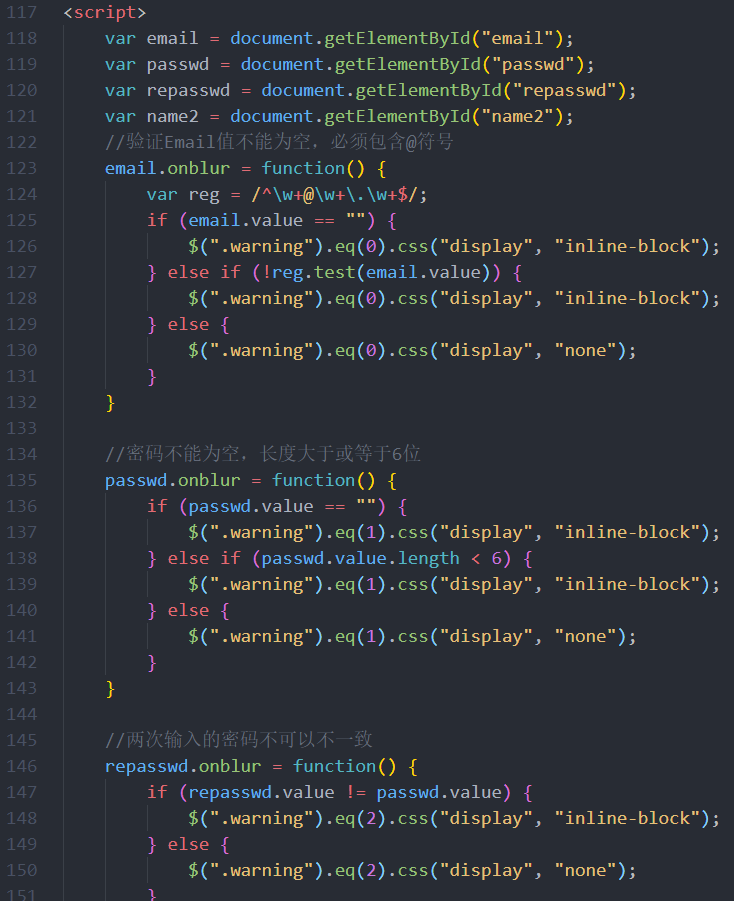 117 <script>
118 var email = document.getElementById("email");
119 var passwd = document.getElementById("passwd");
120 var repasswd = document.getElementById("repasswd");
121 var name2 = document.getElementById("name2");
122 //验证Email值不能为空，必须包含@符号
123 email.onblur = function() {
124 var reg = /^\w+@\w+\.\w+$/;
125 if (email.value == "") {
126 $(".warning").eq(0).css("display", "inline-block");
127 } else if (!reg.test(email.value)) {
128 $(".warning").eq(0).css("display", "inline-block");
129 } else {
130 $(".warning").eq(0).css("display", "none");
131 }
132 }
133
134 //密码不能为空，长度大于或等于6位
135 passwd.onblur = function() {
136 if (passwd.value == "") {
137 $(".warning").eq(1).css("display", "inline-block");
138 } else if (passwd.value.length < 6) {
139 $(".warning").eq(1).css("display", "inline-block");
140 } else {
141 $(".warning").eq(1).css("display", "none");
142 }
143 }
144
145 //两次输入的密码不可以不一致
146 repasswd.onblur = function() {
147 if (repasswd.value != passwd.value) {
148 $(".warning").eq(2).css("display", "inline-block");
149 } else {
150 $(".warning").eq(2).css("display", "none");
151 }